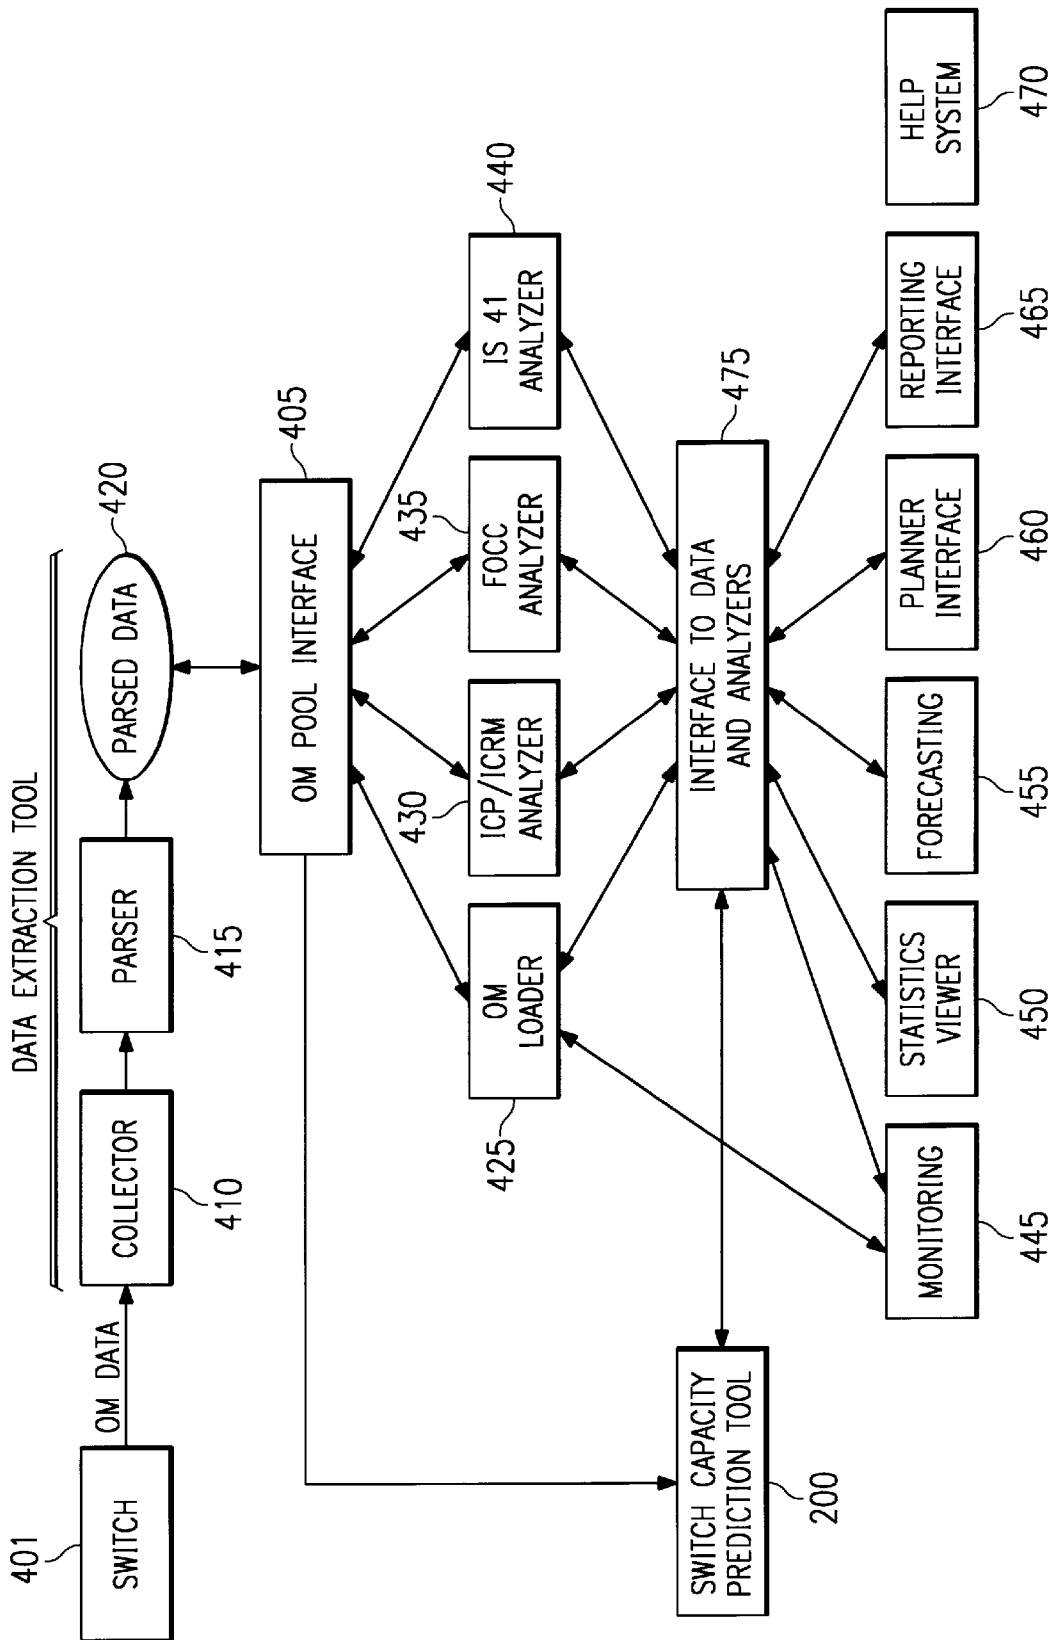 DATA EXTRACTION TOOL
401
SWITCH
OM DATA
COLLECTOR
410
PARSER
415
PARSED DATA
420
OM POOL INTERFACE
405
OM
LOADER
425
ICP/ICRM
ANALYZER
430
FOCC
ANALYZER
435
IS 41
ANALYZER
440
SWITCH CAPACITY
PREDICTION TOOL
200
INTERFACE TO DATA
AND ANALYZERS
475
MONITORING
445
STATISTICS
VIEWER
450
FORECASTING
455
PLANNER
INTERFACE
460
REPORTING
INTERFACE
465
HELP
SYSTEM
470